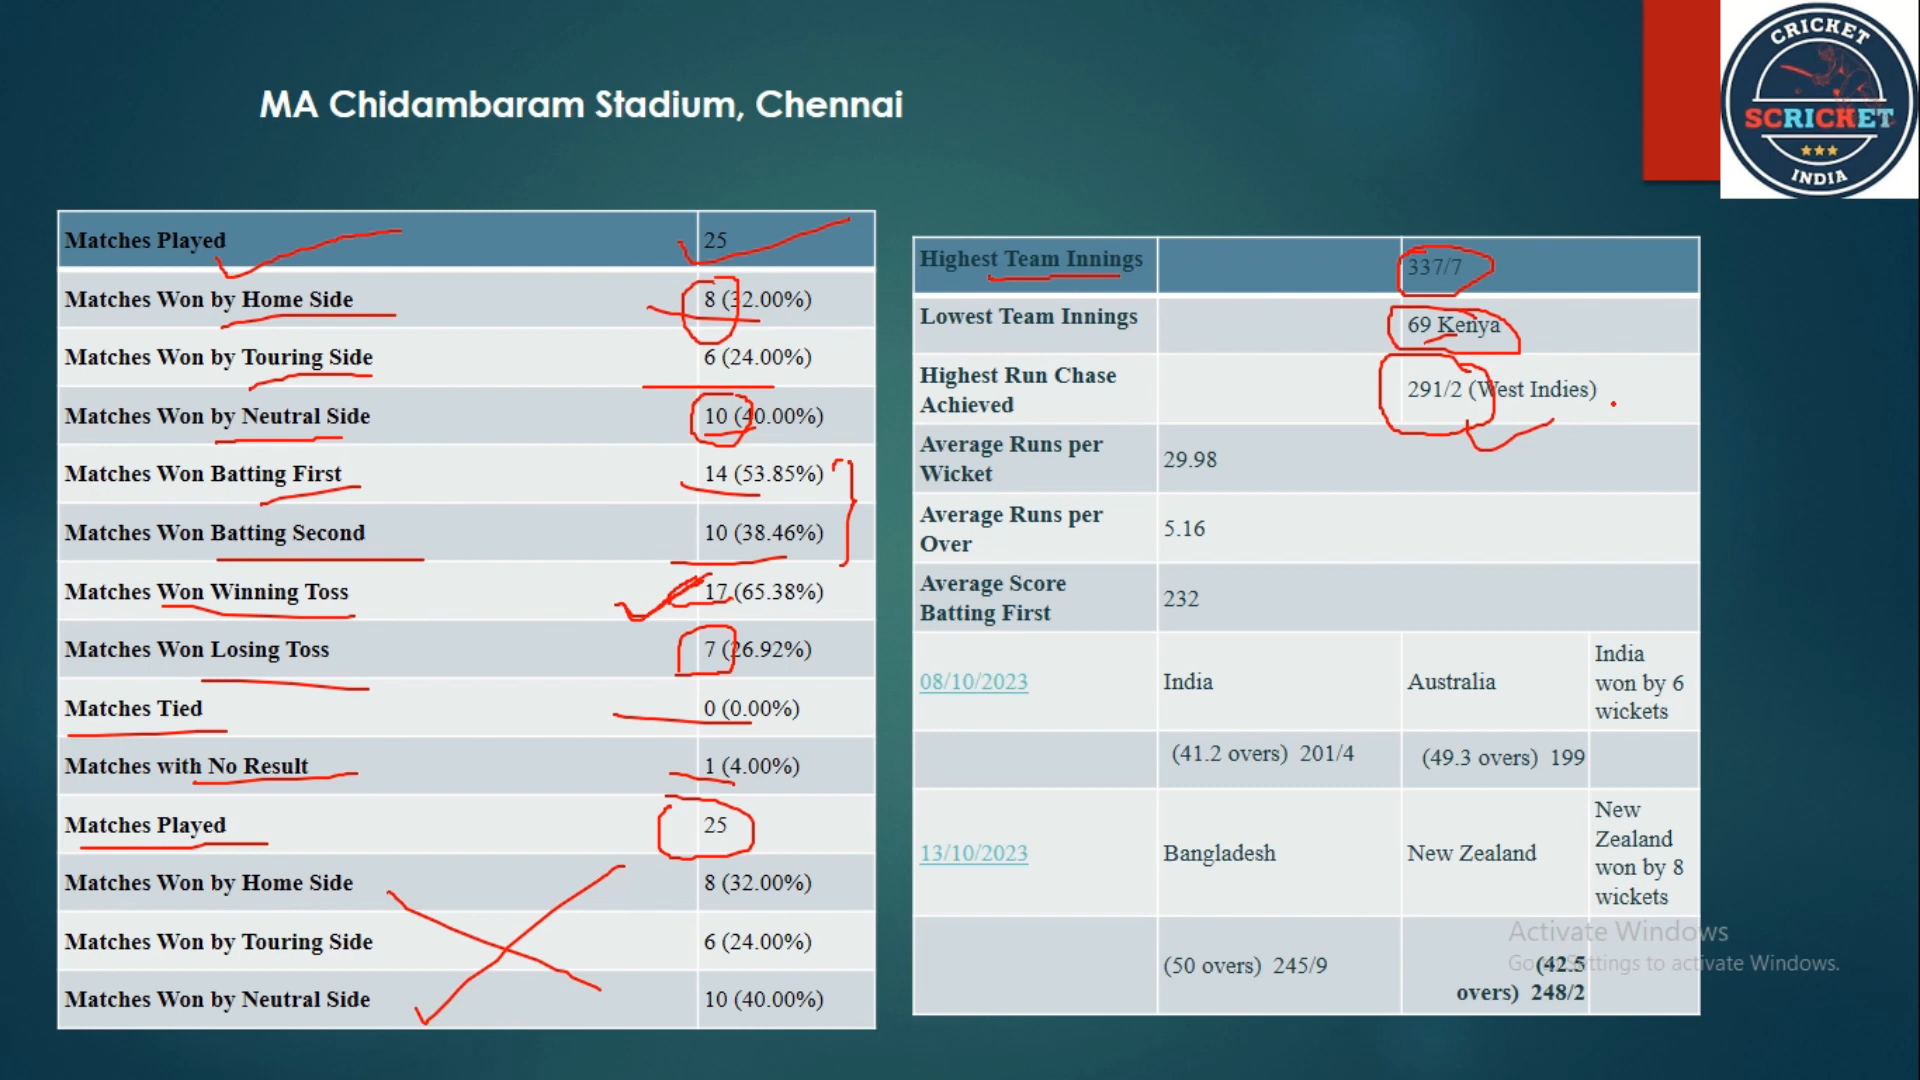 CRICKET
SCRICKET
INDIA
MA Chidambaram Stadium, Chennai
Matches Played 25
Matches Won by Home Side 8 (32.00%)
Matches Won by Touring Side 6 (24.00%)
Matches Won by Neutral Side 10 (40.00%)
Matches Won Batting First 14 (53.85%)
Matches Won Batting Second 10 (38.46%)
Matches Won Winning Toss 17 (65.38%)
Matches Won Losing Toss 7 (26.92%)
Matches Tied 0 (0.00%)
Matches with No Result 1 (4.00%)
Matches Played 25
Matches Won by Home Side 8 (32.00%)
Matches Won by Touring Side 6 (24.00%)
Matches Won by Neutral Side 10 (40.00%)
Highest Team Innings 337/7
Lowest Team Innings 69 Kenya
Highest Run Chase
Achieved
291/2 (West Indies)
Average Runs per
Wicket
29.98
Average Runs per
Over
5.16
Average Score
Batting First
232
08/10/2023 India Australia
India
won by 6
wickets
(41.2 overs) 201/4 (49.3 overs) 199
13/10/2023 Bangladesh New Zealand
New
Zealand
won by 8
wickets
(50 overs) 245/9
(42.5
overs) 248/2
Activate Windows
Go to Settings to activate Windows.